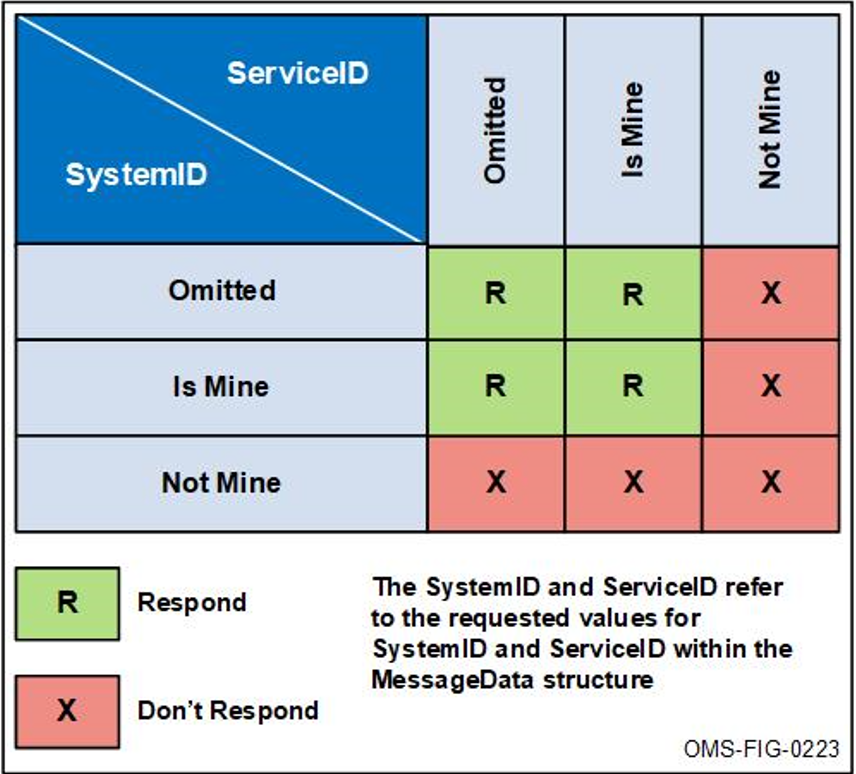 ServiceID
SystemID
Omitted
Is Mine
Not Mine
Omitted R R X
Is Mine R R X
Not Mine X X X
R Respond
X Don't Respond
The SystemID and ServiceID refer
to the requested values for
SystemID and ServiceID within the
MessageData structure
OMS-FIG-0223